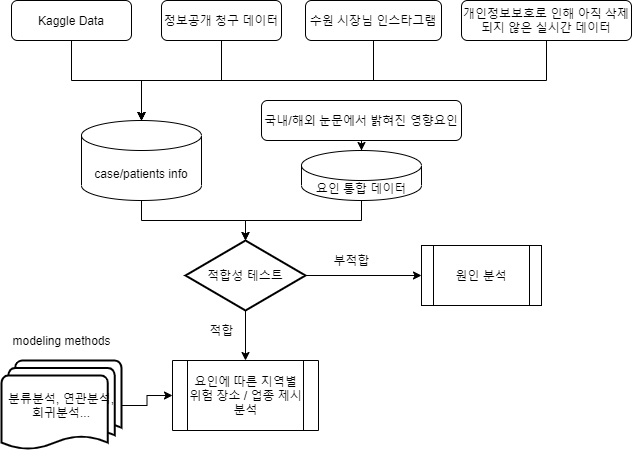 Kaggle Data
정보공개 청구 데이터
수원 시장님 인스타그램
개인정보보호로 인해 아직 삭제
되지 않은 실시간 데이터
국내/해외 눈문에서 밝혀진 영향요인
case/patients info
요인 통합 데이터
적합성 테스트
부적합
원인 분석
적합
modeling methods
분류분석, 연관분석,
회귀분석...
요인에 따른 지역별
위험 장소 / 업종 제시
분석